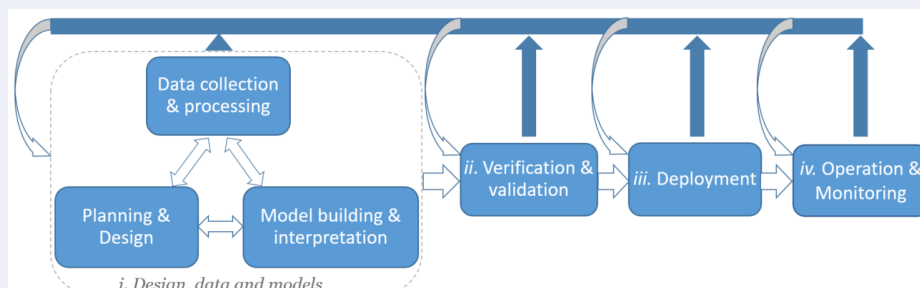 Data collection
& processing
Planning &
Design
Model building &
interpretation
i. Design, data and models
ii. Verification &
validation
iii. Deployment
iv. Operation &
Monitoring